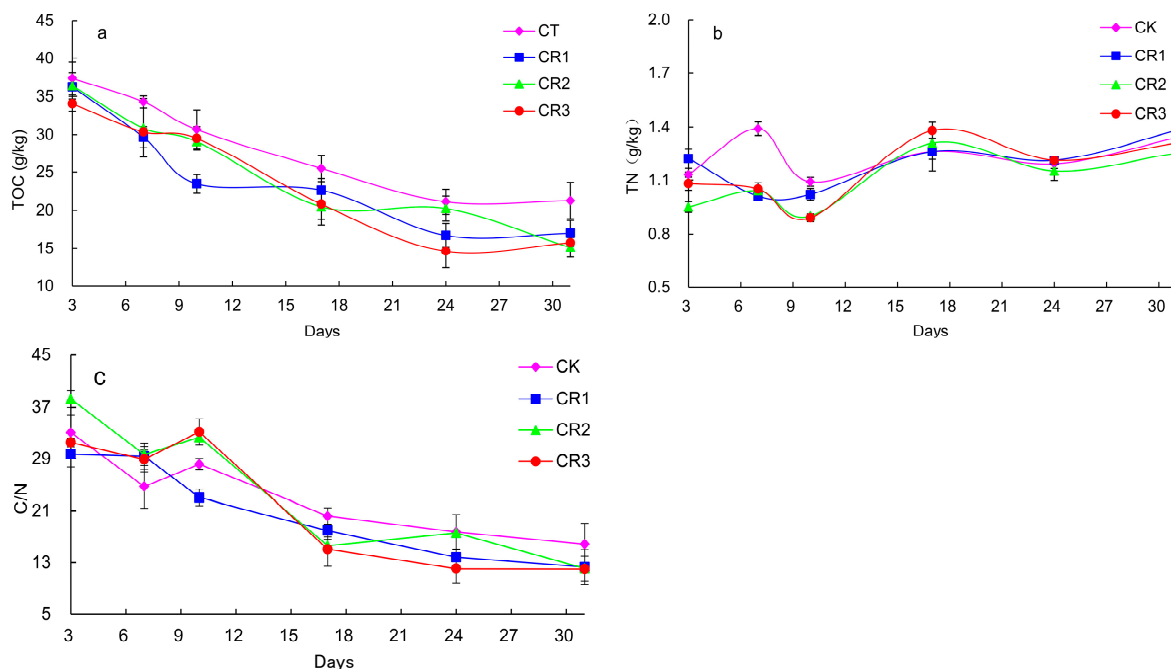 a
TOC (g/kg)
45
40
35
30
25
20
15
10
3 6 9 12 15 18 21 24 27 30
Days
CT
CR1
CR2
CR3
b
TN (g/kg)
2.0
1.7
1.4
1.1
0.8
0.5
3 6 9 12 15 18 21 24 27 30
Days
CK
CR1
CR2
CR3
C
C/N
45
37
29
21
13
5
3 6 9 12 15 18 21 24 27 30
Days
CK
CR1
CR2
CR3